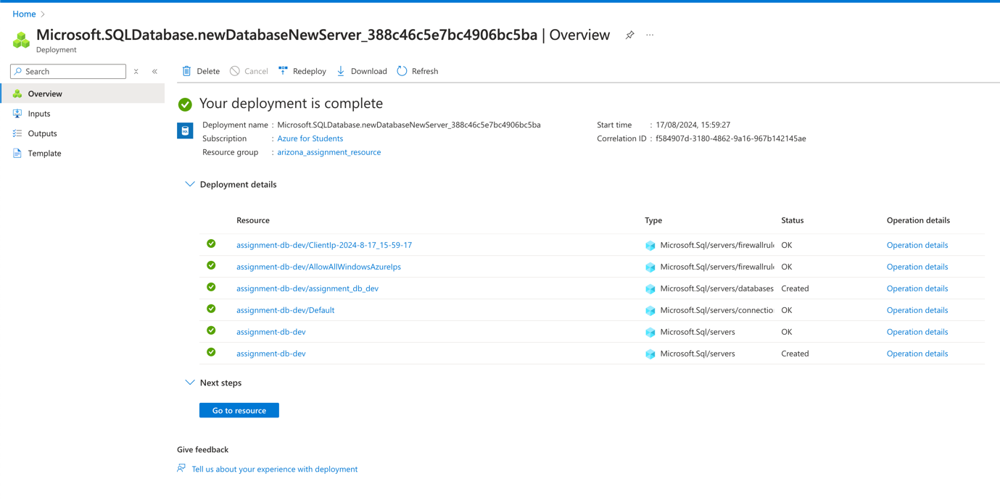 Home
Microsoft.SQLDatabase.newDatabaseNewServer_388c46c5e7bc4906bc5ba | Overview
Deployment
Search
Delete Cancel Redeploy Download Refresh
Overview
Inputs
Outputs
Template
Your deployment is complete
Deployment name : Microsoft.SQLDatabase.newDatabaseNewServer_388c46c5e7bc4906bc5ba
Subscription : Azure for Students
Resource group : arizona_assignment_resource
Start time : 17/08/2024, 15:59:27
Correlation ID : f584907d-3180-4862-9a16-967b142145ae
Deployment details
Resource Type Status Operation details
assignment-db-dev/ClientIp-2024-8-17_15-59-17 Microsoft.Sql/servers/firewallrul OK Operation details
assignment-db-dev/AllowAllWindowsAzureIps Microsoft.Sql/servers/firewallrul OK Operation details
assignment-db-dev/assignment_db_dev Microsoft.Sql/servers/databases Created Operation details
assignment-db-dev/Default Microsoft.Sql/servers/connectio OK Operation details
assignment-db-dev Microsoft.Sql/servers OK Operation details
assignment-db-dev Microsoft.Sql/servers Created Operation details
Next steps
Go to resource
Give feedback
Tell us about your experience with deployment